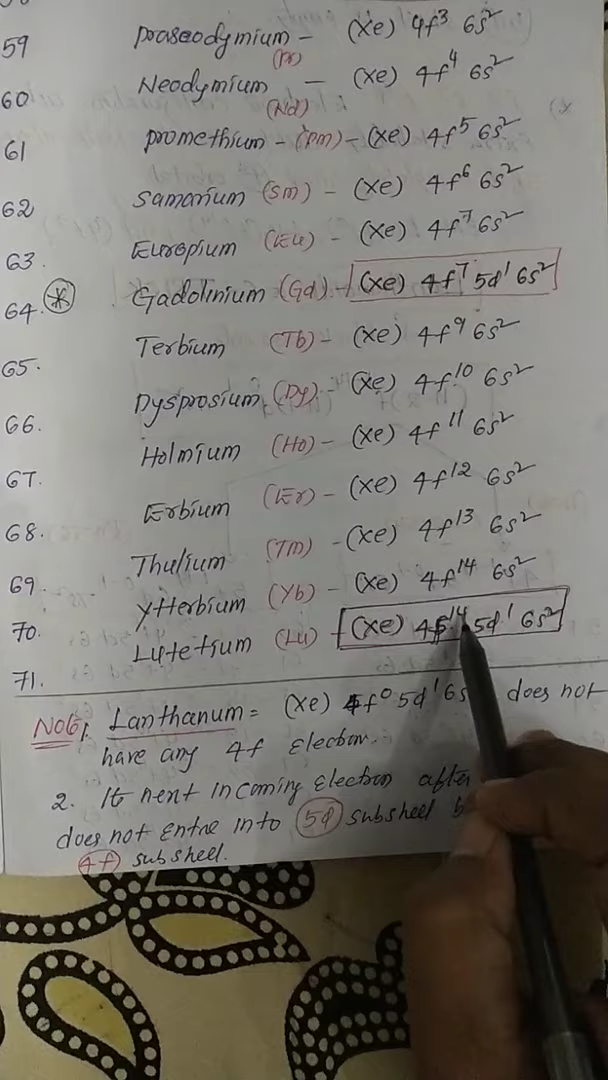 59 praseodymium - (Xe) 4f³ 6s²
(Pr)
60 Neodymium - (Xe) 4f⁴ 6s²
(Nd)
61 promethium - (Pm) - (Xe) 4f⁵ 6s²
62 Samarium (Sm) - (Xe) 4f⁶ 6s²
63. Europium (Eu) - (Xe) 4f⁷ 6s²
64. * Gadolinium (Gd) - (Xe) 4f⁷ 5d¹ 6s²
65. Terbium (Tb) - (Xe) 4f⁹ 6s²
66. Dysprosium (Dy) - (Xe) 4f¹⁰ 6s²
67. Holmium (Ho) - (Xe) 4f¹¹ 6s²
68. Erbium (Er) - (Xe) 4f¹² 6s²
69. Thulium (Tm) - (Xe) 4f¹³ 6s²
70. Ytterbium (Yb) - (Xe) 4f¹⁴ 6s²
71. Lutetium (Lu) - (Xe) 4f¹⁴ 5d¹ 6s²
Lanthanum = (Xe) 4f⁰ 5d¹ 6s does not
have any 4f
2. Its next incoming Electron after
does not into 5d subshell
4f subshell.